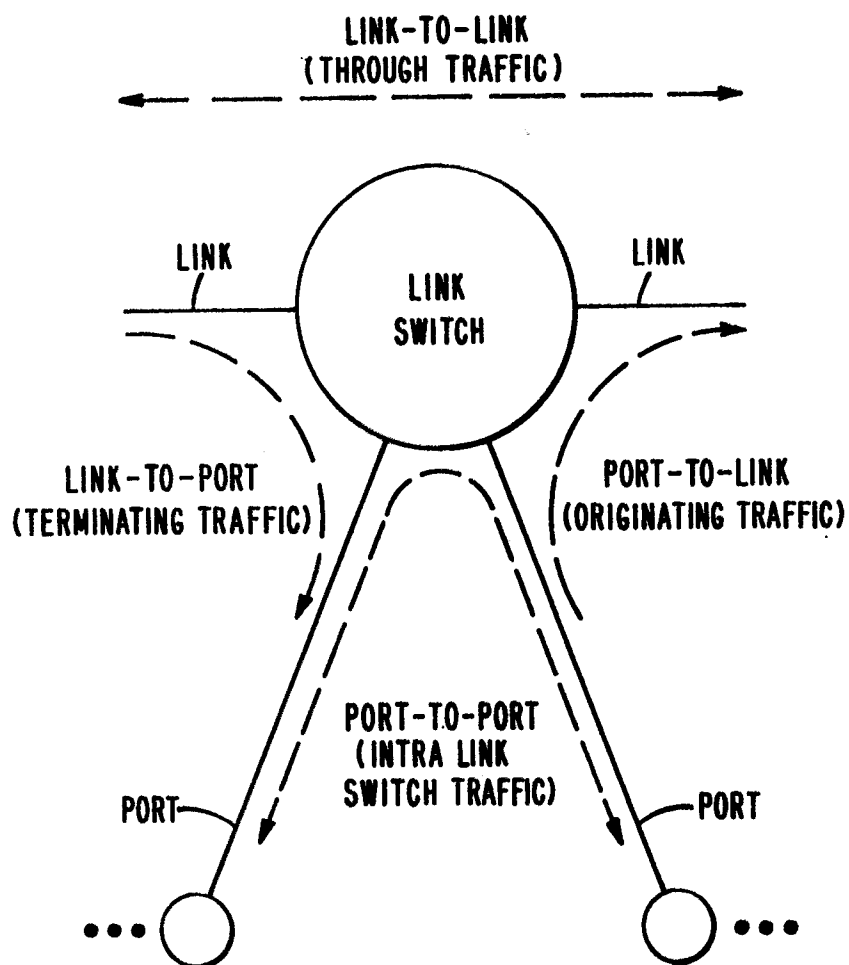 LINK-TO-LINK
(THROUGH TRAFFIC)
LINK
LINK
LINK
SWITCH
LINK-TO-PORT
(TERMINATING TRAFFIC)
PORT-TO-LINK
(ORIGINATING TRAFFIC)
PORT-TO-PORT
(INTRA LINK
SWITCH TRAFFIC)
PORT
PORT